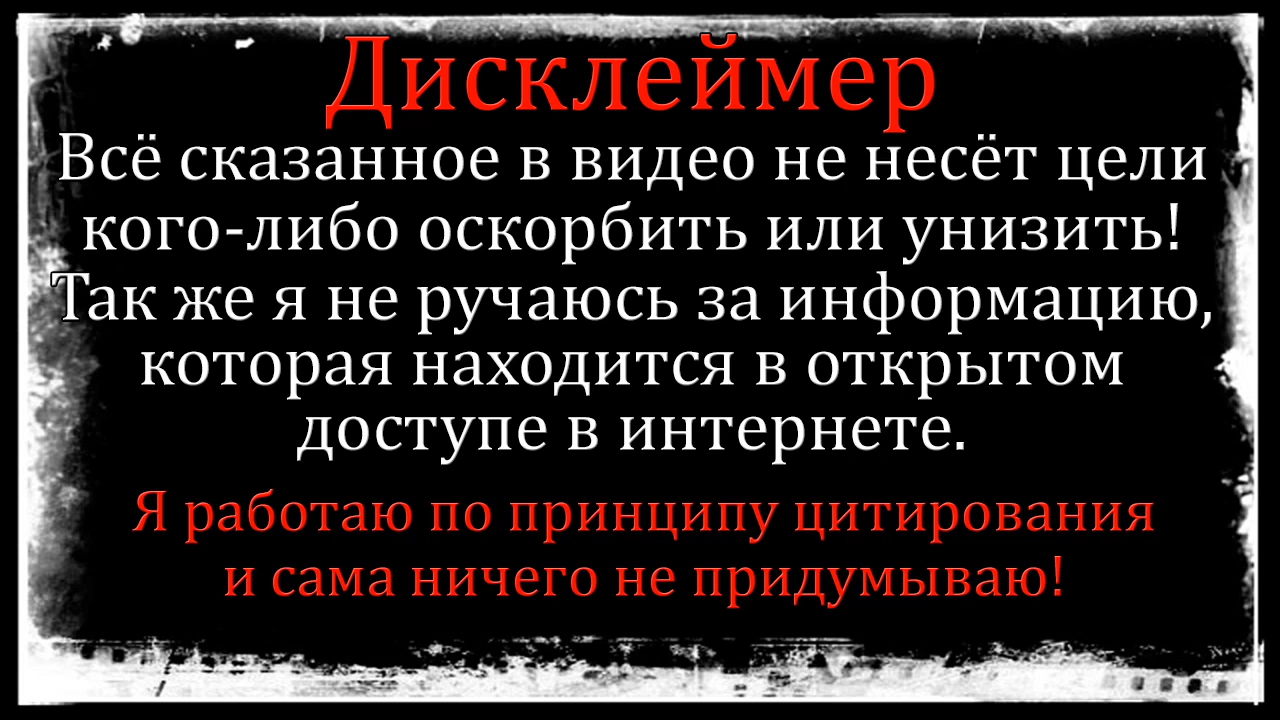 Дисклеймер
Всё сказанное в видео не несёт цели
кого-либо оскорбить или унизить!
Так же я не ручаюсь за информацию,
которая находится в открытом
доступе в интернете.
Я работаю по принципу цитирования
и сама ничего не придумываю!